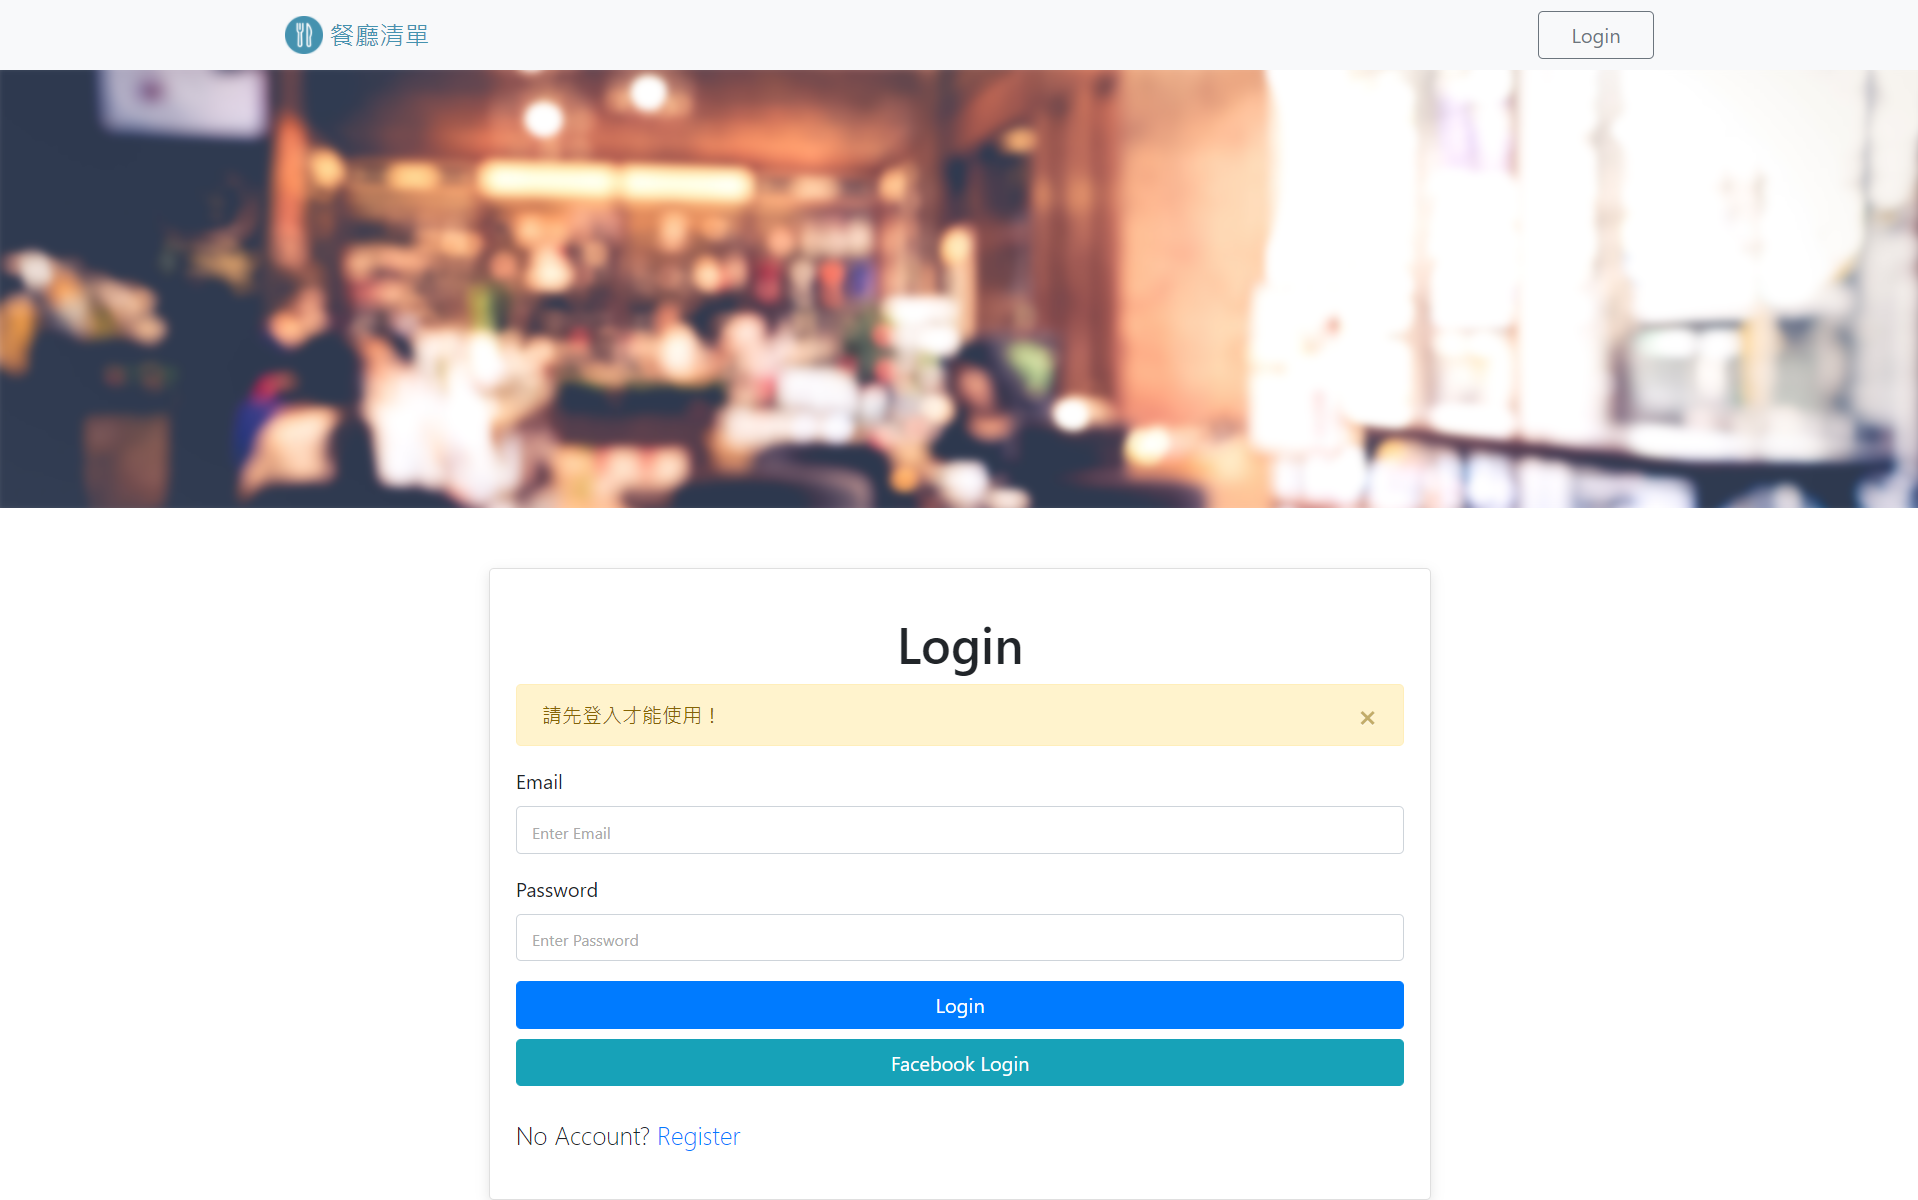 餐廳清單
Login
Login
請先登入才能使用！
×
Email
Enter Email
Password
Enter Password
Login
Facebook Login
No Account? Register